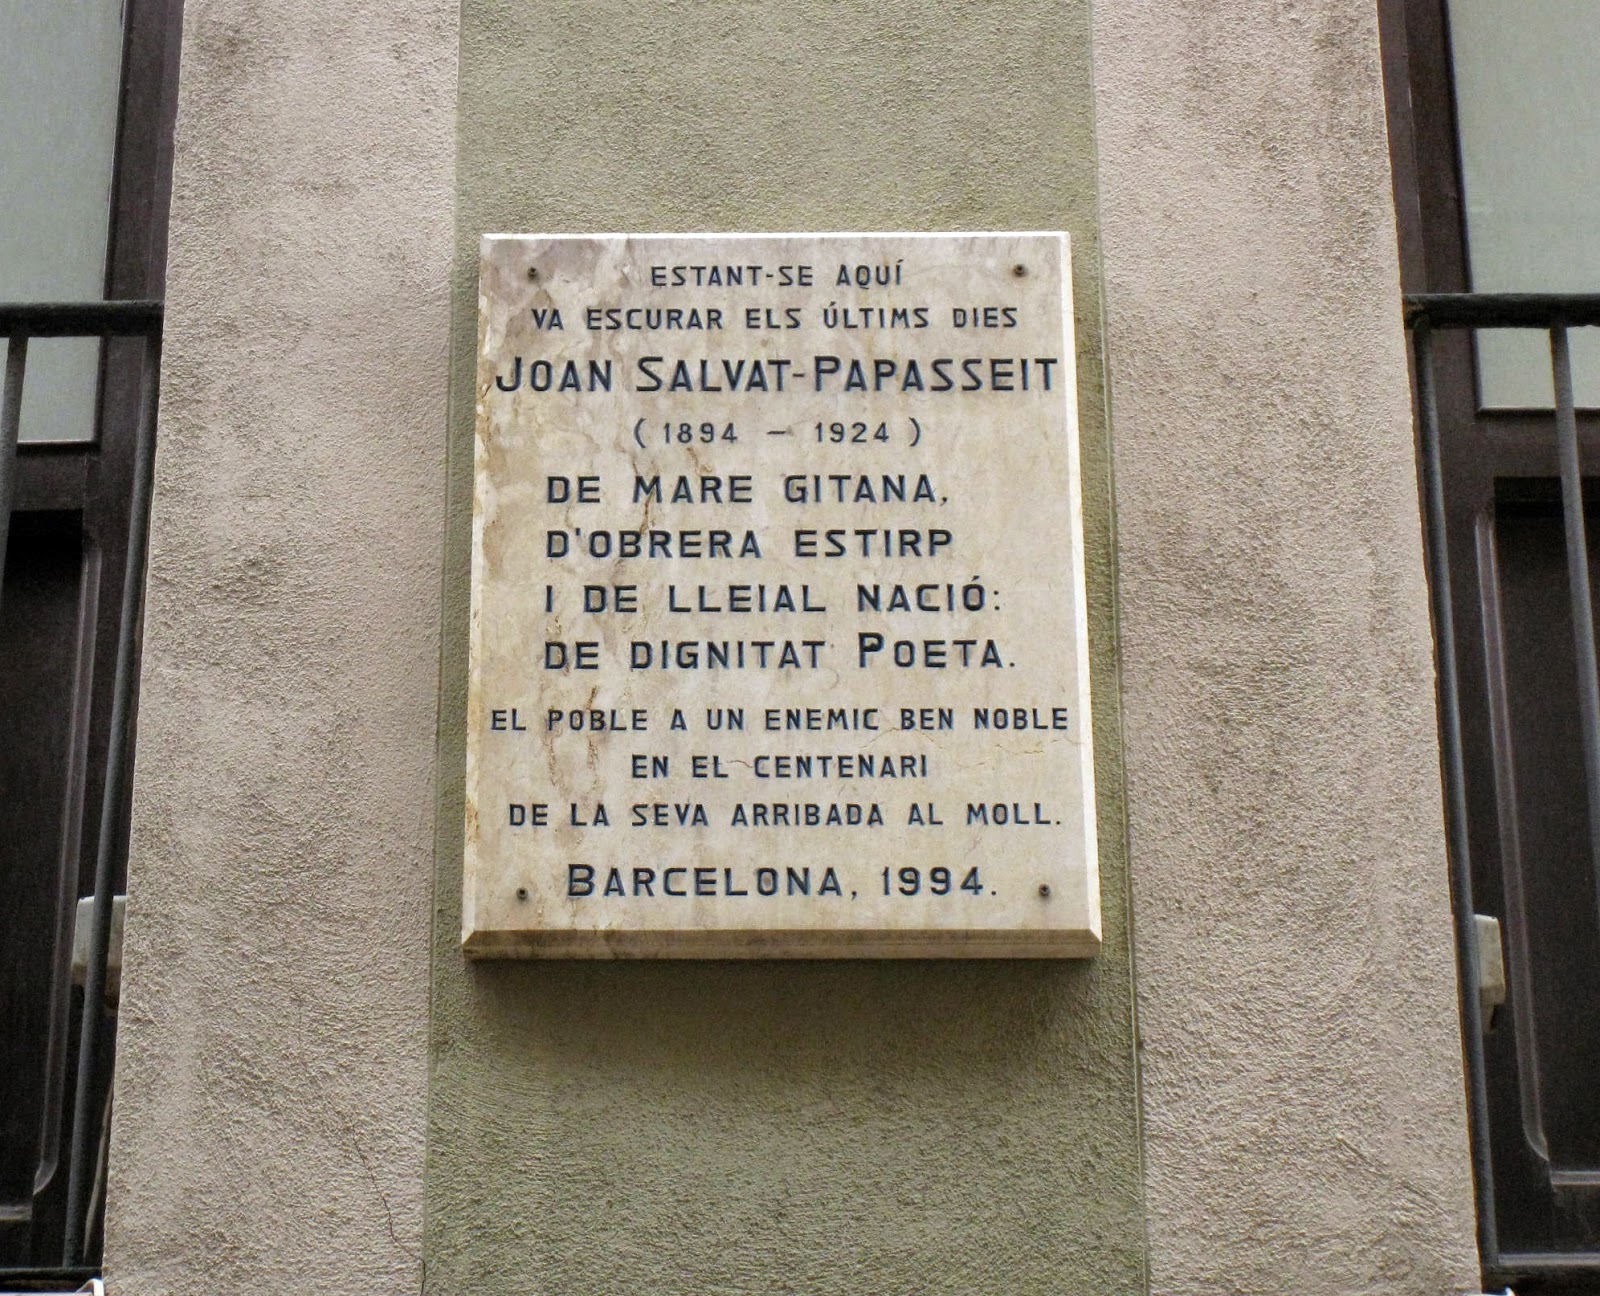 ESTANT-SE AQUÍ
VA ESCURAR ELS ÚLTIMS DIES
JOAN SALVAT-PAPASSEIT
(1894 – 1924)
DE MARE GITANA,
D'OBRERA ESTIRP
I DE LLEIAL NACIÓ:
DE DIGNITAT POETA.
EL POBLE A UN ENEMIC BEN NOBLE
EN EL CENTENARI
DE LA SEVA ARRIBADA AL MOLL.
BARCELONA, 1994.